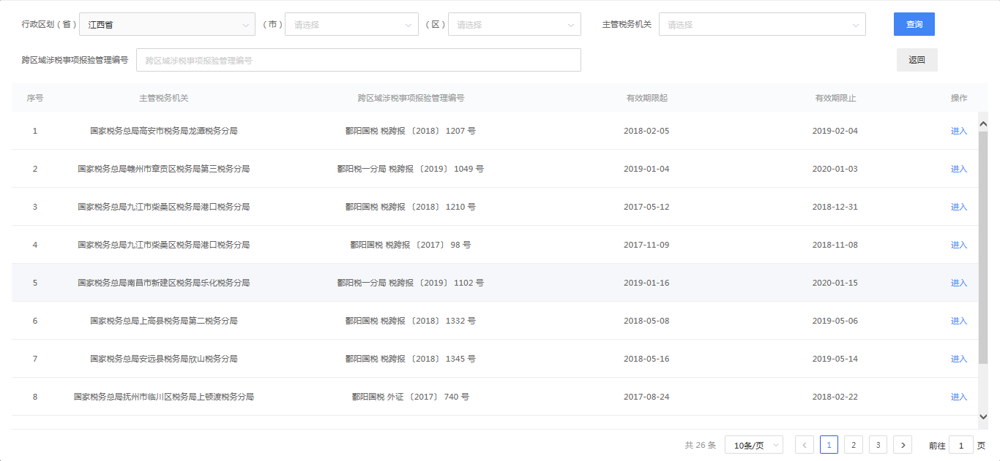 行政区划（省） 江西省 （市） 请选择 （区） 请选择 主管税务机关 请选择 查询
跨区域涉税事项报验管理编号 跨区域涉税事项报验管理编号 返回
序号 主管税务机关 跨区域涉税事项报验管理编号 有效期限起 有效期限止 操作
1 国家税务总局高安市税务局龙潭税务分局 鄱阳国税 税跨报 〔2018〕 1207 号 2018-02-05 2019-02-04 进入
2 国家税务总局赣州市章贡区税务局第三税务分局 鄱阳税一分局 税跨报 〔2019〕 1049 号 2019-01-04 2020-01-03 进入
3 国家税务总局九江市柴桑区税务局港口税务分局 鄱阳国税 税跨报 〔2018〕 1210 号 2017-05-12 2018-12-31 进入
4 国家税务总局九江市柴桑区税务局港口税务分局 鄱阳国税 税跨报 〔2017〕 98 号 2017-11-09 2018-11-08 进入
5 国家税务总局南昌市新建区税务局乐化税务分局 鄱阳税一分局 税跨报 〔2019〕 1102 号 2019-01-16 2020-01-15 进入
6 国家税务总局上高县税务局第二税务分局 鄱阳国税 税跨报 〔2018〕 1332 号 2018-05-08 2019-05-06 进入
7 国家税务总局安远县税务局欣山税务分局 鄱阳国税 税跨报 〔2018〕 1345 号 2018-05-16 2019-05-14 进入
8 国家税务总局抚州市临川区税务局上顿渡税务分局 鄱阳国税 外证 〔2017〕 740 号 2017-08-24 2018-02-22 进入
共 26 条 10条/页 < 1 2 3 > 前往 1 页